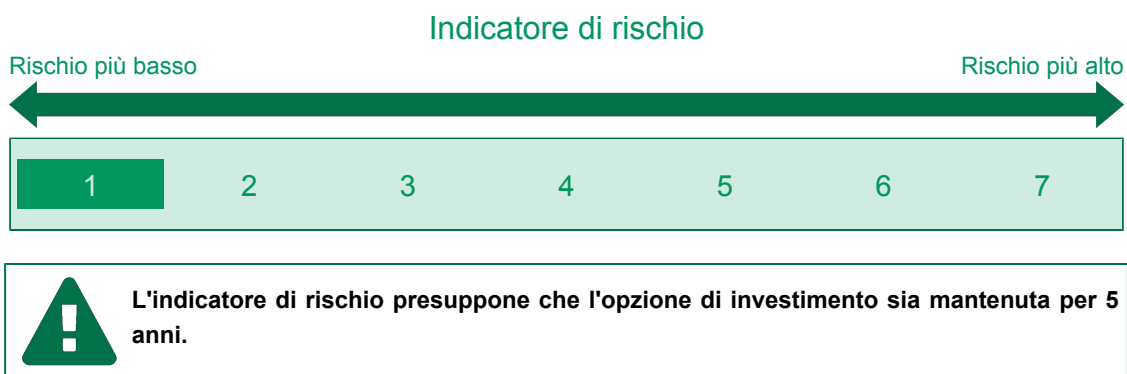 Indicatore di rischio
Rischio più basso Rischio più alto
1 2 3 4 5 6 7
L'indicatore di rischio presuppone che l'opzione di investimento sia mantenuta per 5
anni.